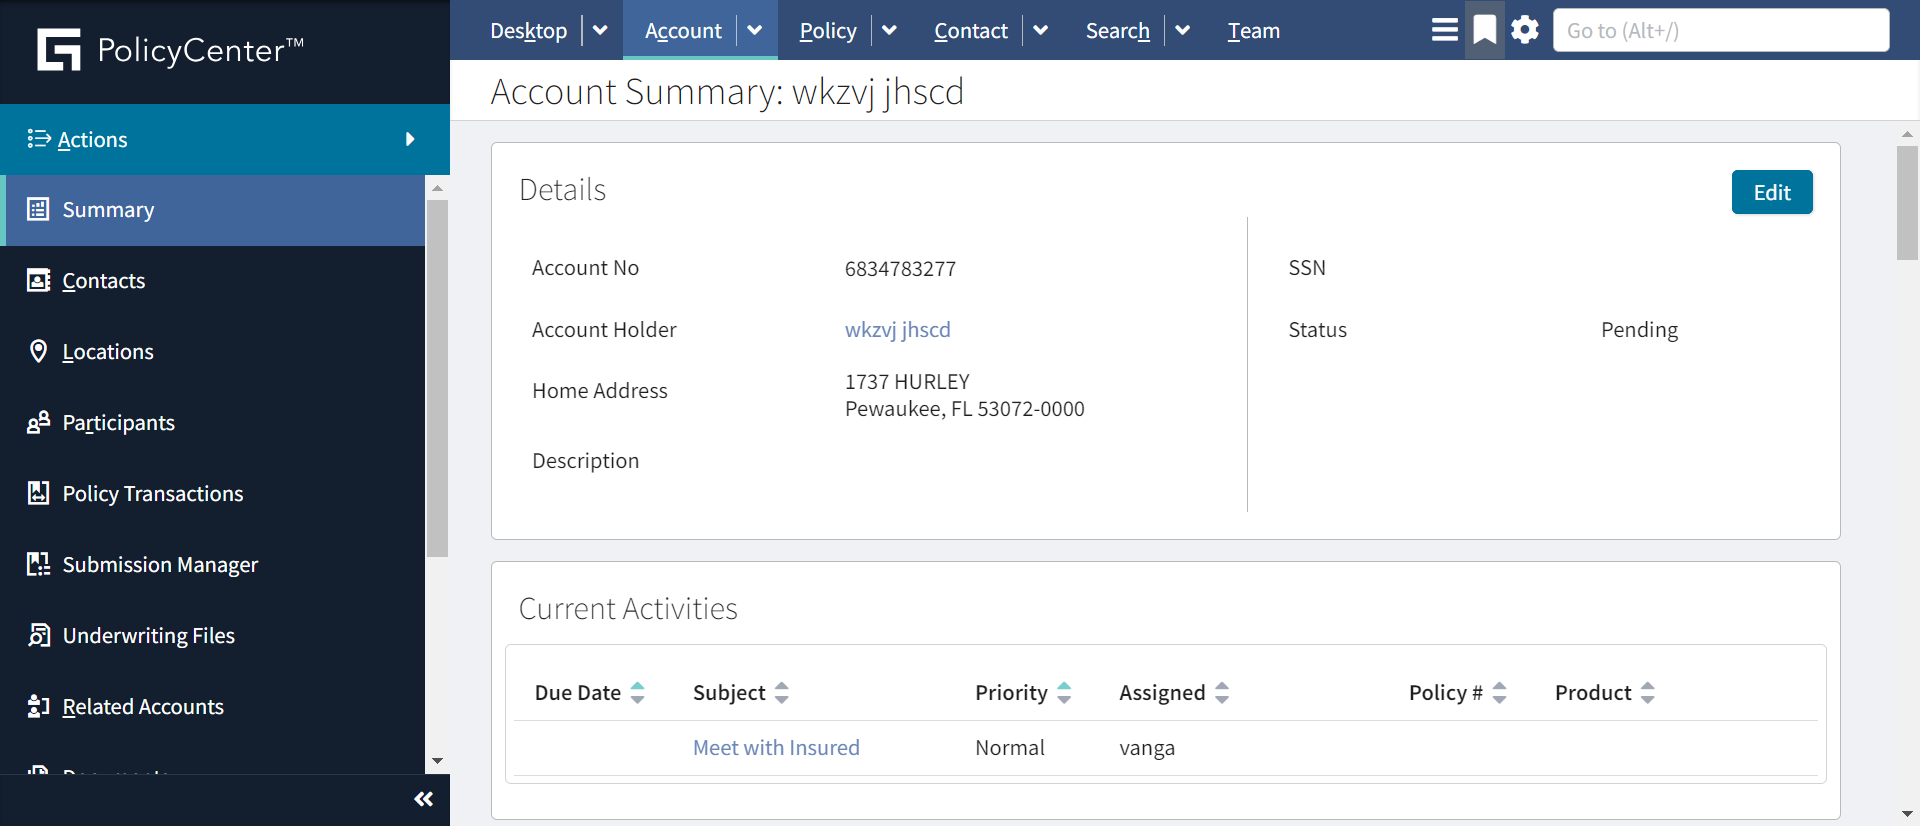 PolicyCenter™
Desktop
Account
Policy
Contact
Search
Team
Go to (Alt+/)
Account Summary: wkzvj jhscd
Actions
Summary
Contacts
Locations
Participants
Policy Transactions
Submission Manager
Underwriting Files
Related Accounts
Details
Edit
Account No 6834783277
SSN
Account Holder wkzvj jhscd
Status Pending
Home Address 1737 HURLEY
Pewaukee, FL 53072-0000
Description
Current Activities
Due Date Subject Priority Assigned Policy # Product
Meet with Insured Normal vanga